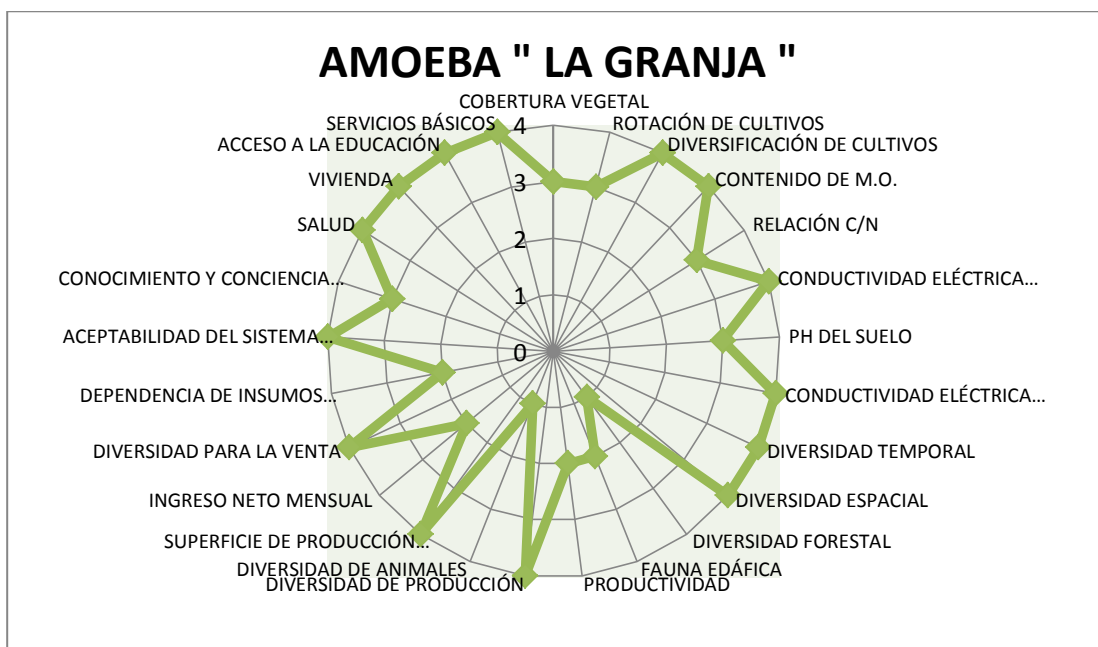 AMOEBA " LA GRANJA "
COBERTURA VEGETAL
ROTACIÓN DE CULTIVOS
DIVERSIFICACIÓN DE CULTIVOS
CONTENIDO DE M.O.
RELACIÓN C/N
CONDUCTIVIDAD ELÉCTRICA...
PH DEL SUELO
CONDUCTIVIDAD ELÉCTRICA...
DIVERSIDAD TEMPORAL
DIVERSIDAD ESPACIAL
DIVERSIDAD FORESTAL
FAUNA EDÁFICA
PRODUCTIVIDAD
DIVERSIDAD DE PRODUCCIÓN
DIVERSIDAD DE ANIMALES
SUPERFICIE DE PRODUCCIÓN...
INGRESO NETO MENSUAL
DIVERSIDAD PARA LA VENTA
DEPENDENCIA DE INSUMOS...
ACEPTABILIDAD DEL SISTEMA...
CONOCIMIENTO Y CONCIENCIA...
SALUD
VIVIENDA
ACCESO A LA EDUCACIÓN
SERVICIOS BÁSICOS
4
3
2
1
0